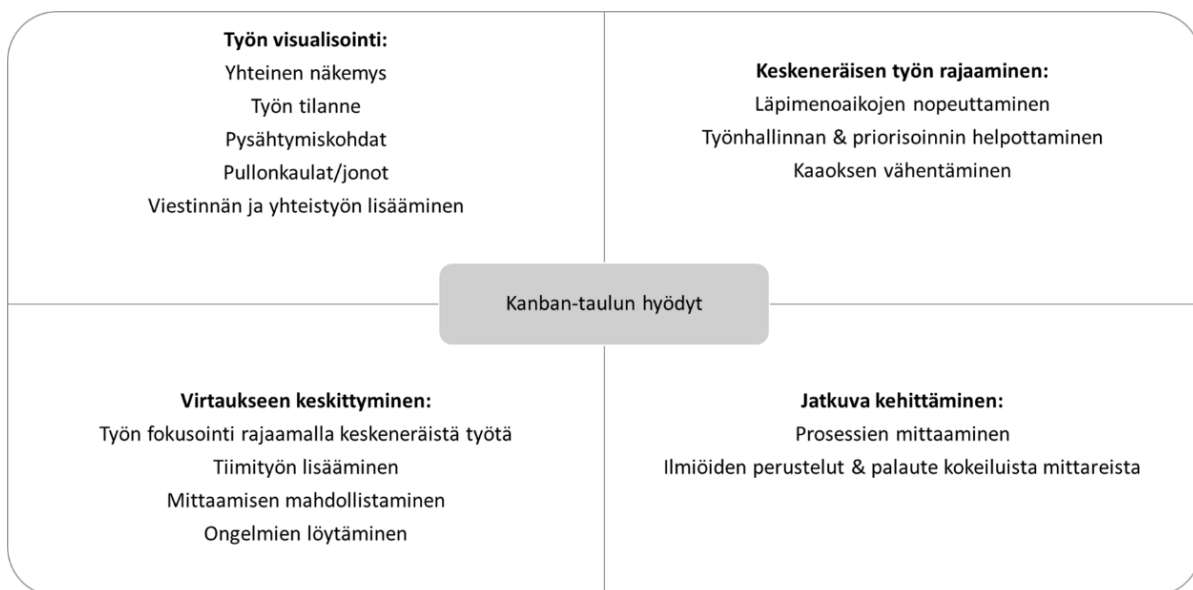 Työn visualisointi:
Yhteinen näkemys
Työn tilanne
Pysähtymiskohdat
Pullonkaulat/jonot
Viestinnän ja yhteistyön lisääminen
Keskeneräisen työn rajaaminen:
Läpimenoaikojen nopeuttaminen
Työnhallinnan & priorisoinnin helpottaminen
Kaaoksen vähentäminen
Kanban-taulun hyödyt
Virtaukseen keskittyminen:
Työn fokusointi rajaamalla keskeneräistä työtä
Tiimityön lisääminen
Mittaamisen mahdollistaminen
Ongelmien löytäminen
Jatkuva kehittäminen:
Prosessien mittaaminen
Ilmiöiden perustelut & palaute kokeiluista mittareista